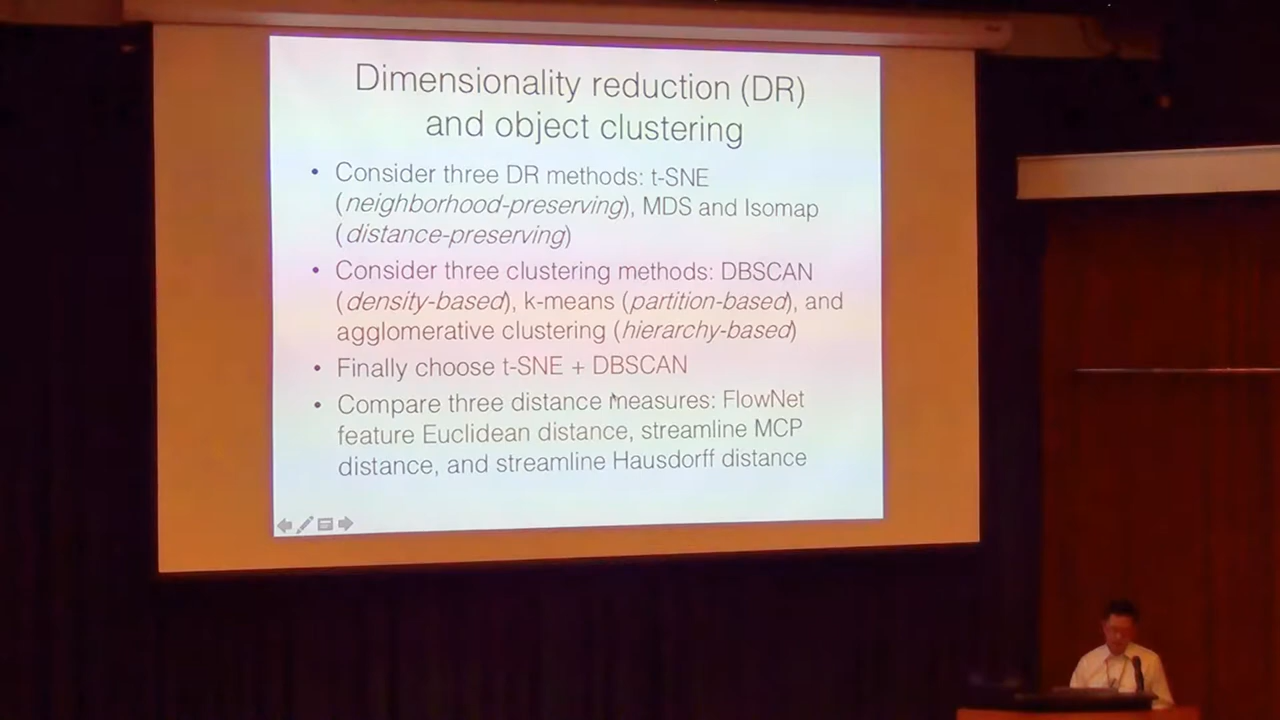 Dimensionality reduction (DR)
and object clustering
• Consider three DR methods: t-SNE
(neighborhood-preserving), MDS and Isomap
(distance-preserving)
• Consider three clustering methods: DBSCAN
(density-based), k-means (partition-based), and
agglomerative clustering (hierarchy-based)
• Finally choose t-SNE + DBSCAN
• Compare three distance measures: FlowNet
feature Euclidean distance, streamline MCP
distance, and streamline Hausdorff distance